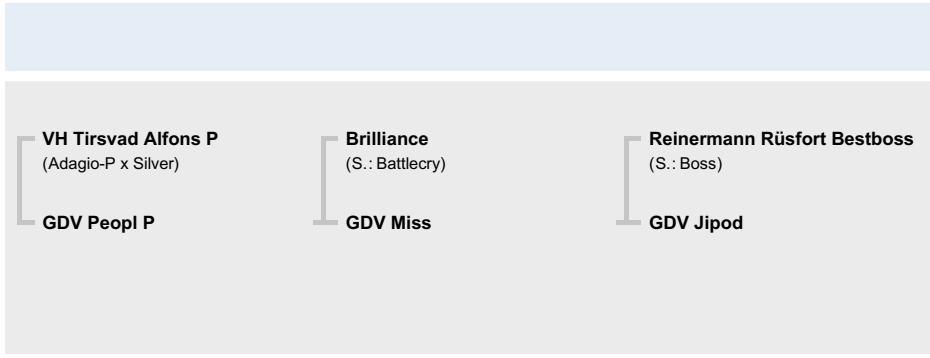 VH Tirsvad Alfons P
(Adagio-P x Silver)
GDV Peopl P
Brilliance
(S.: Battlecry)
GDV Miss
Reinermann Rüsfort Bestboss
(S.: Boss)
GDV Jipod